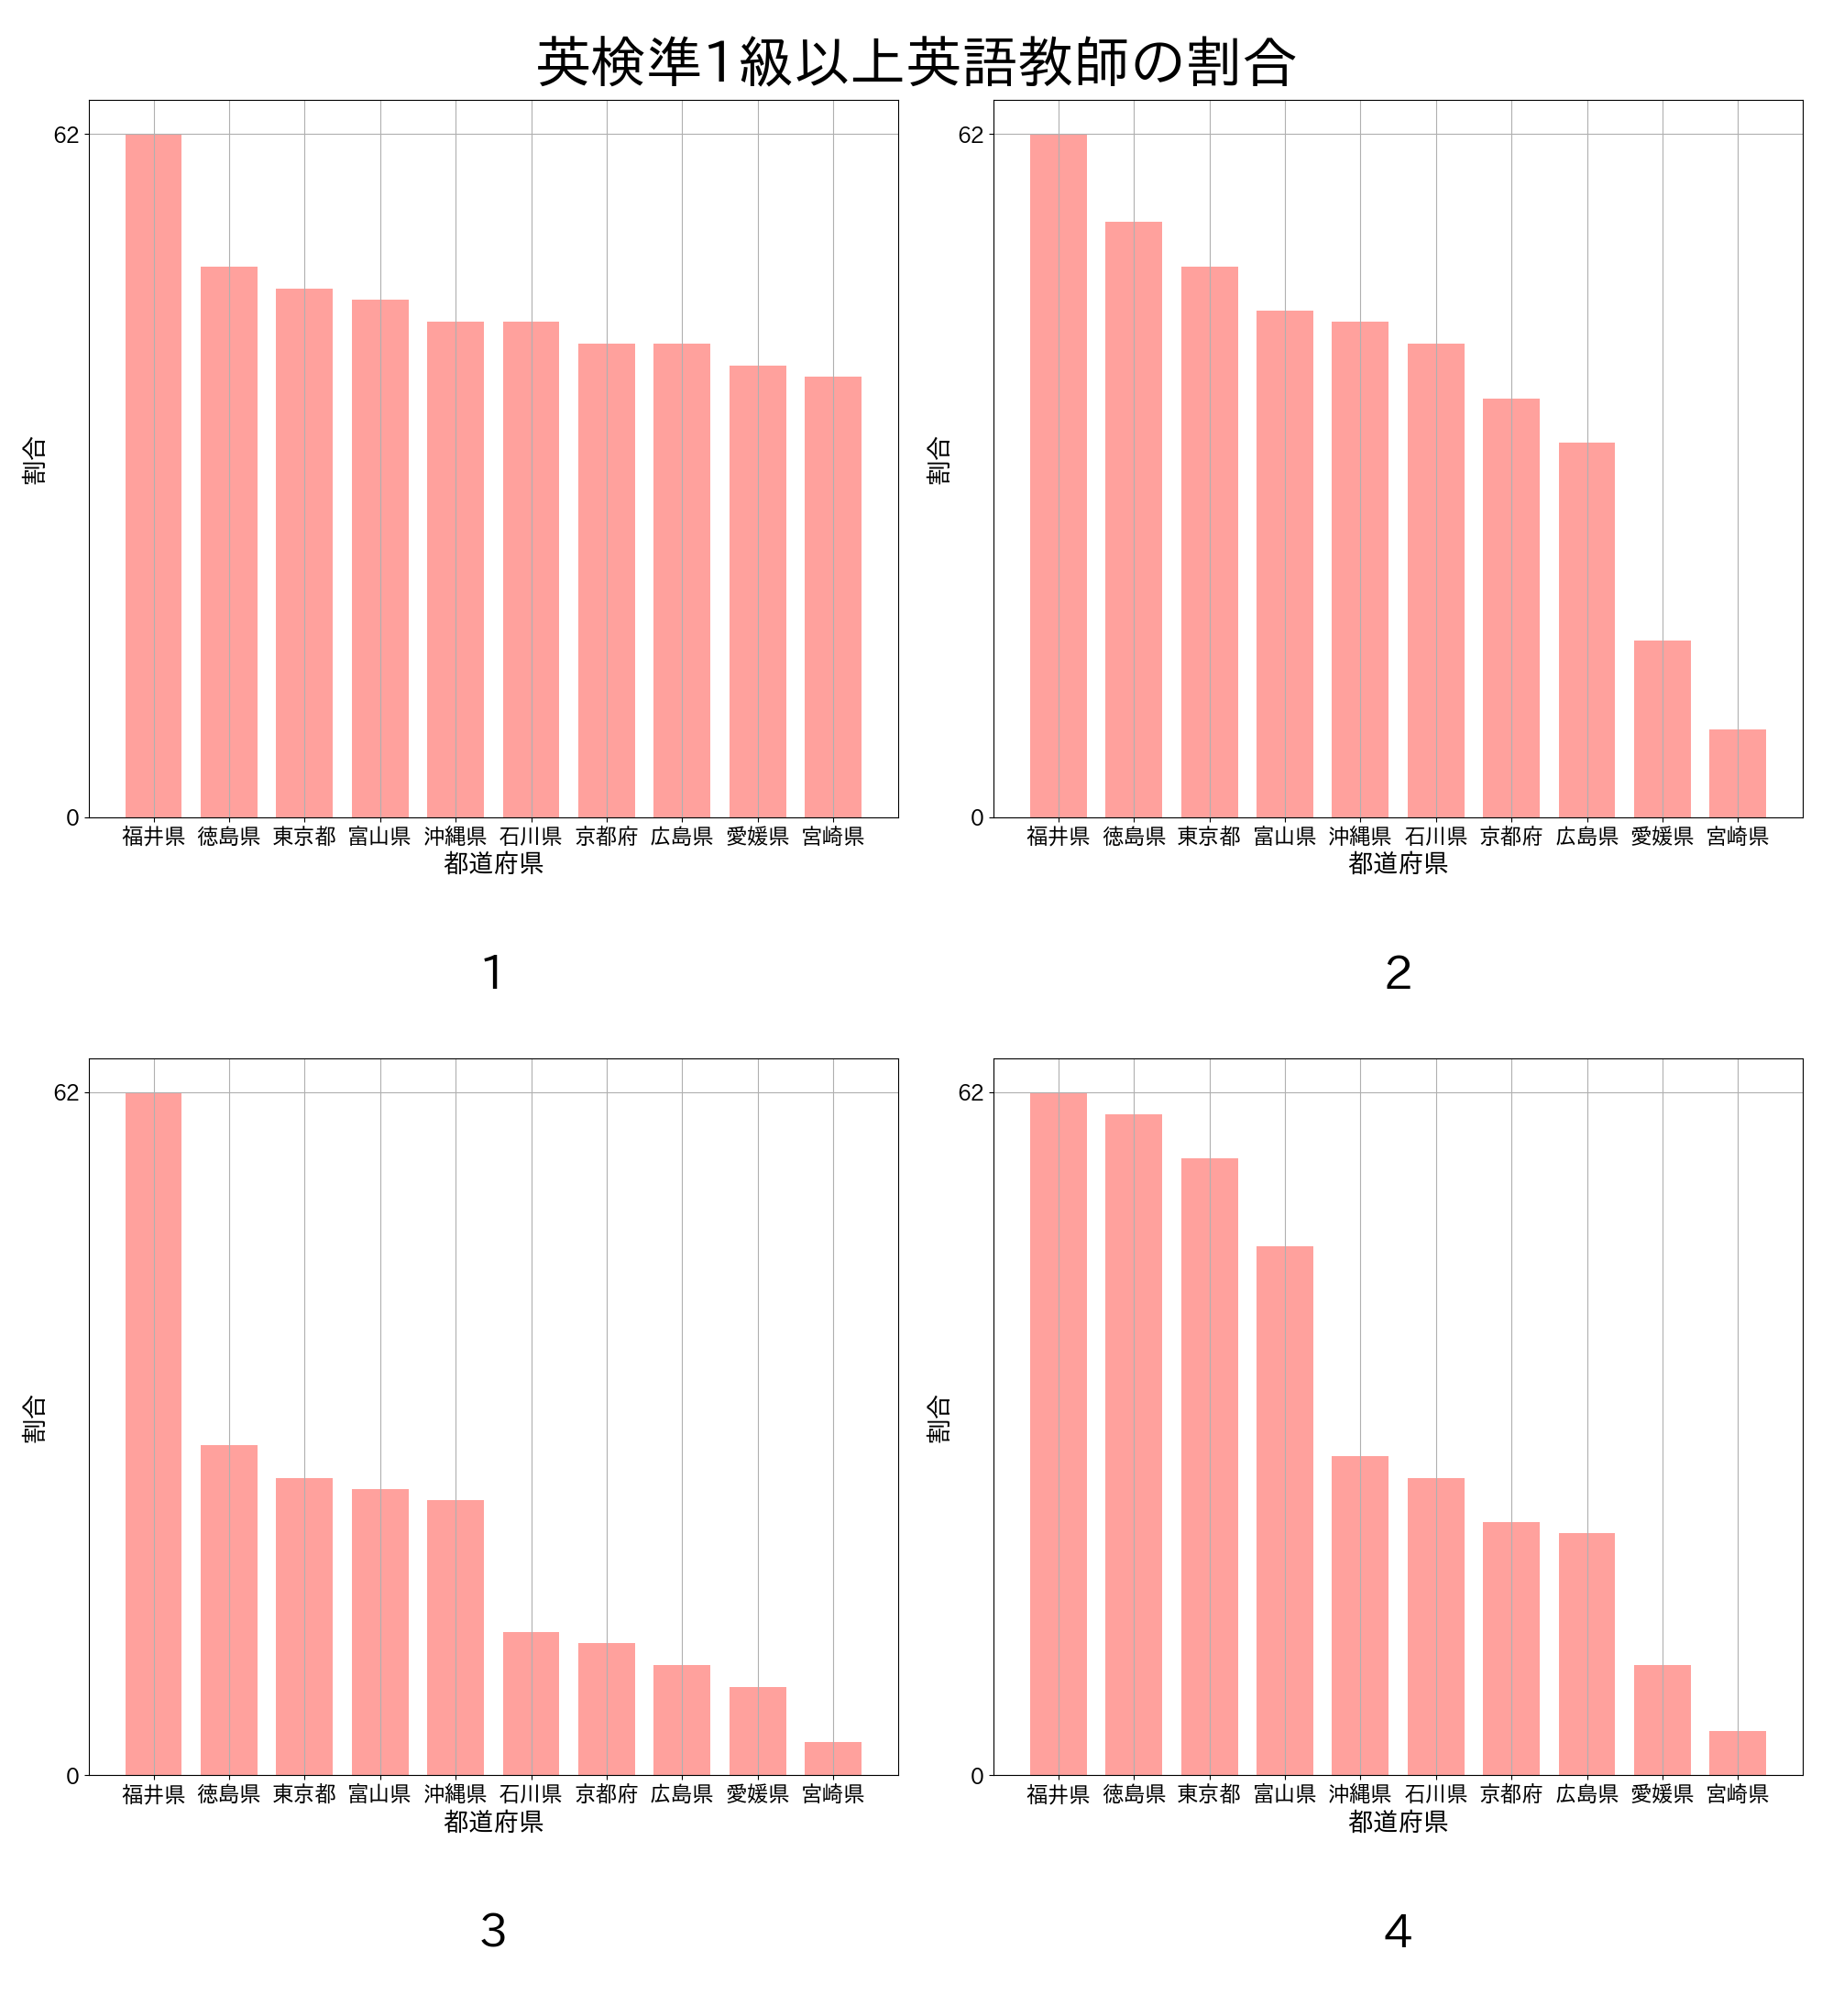 英検準1級以上英語教師の割合
62
0
割合
福井県 徳島県 東京都 富山県 沖縄県 石川県 京都府 広島県 愛媛県 宮崎県
都道府県
1
62
0
割合
福井県 徳島県 東京都 富山県 沖縄県 石川県 京都府 広島県 愛媛県 宮崎県
都道府県
2
62
0
割合
福井県 徳島県 東京都 富山県 沖縄県 石川県 京都府 広島県 愛媛県 宮崎県
都道府県
3
62
0
割合
福井県 徳島県 東京都 富山県 沖縄県 石川県 京都府 広島県 愛媛県 宮崎県
都道府県
4